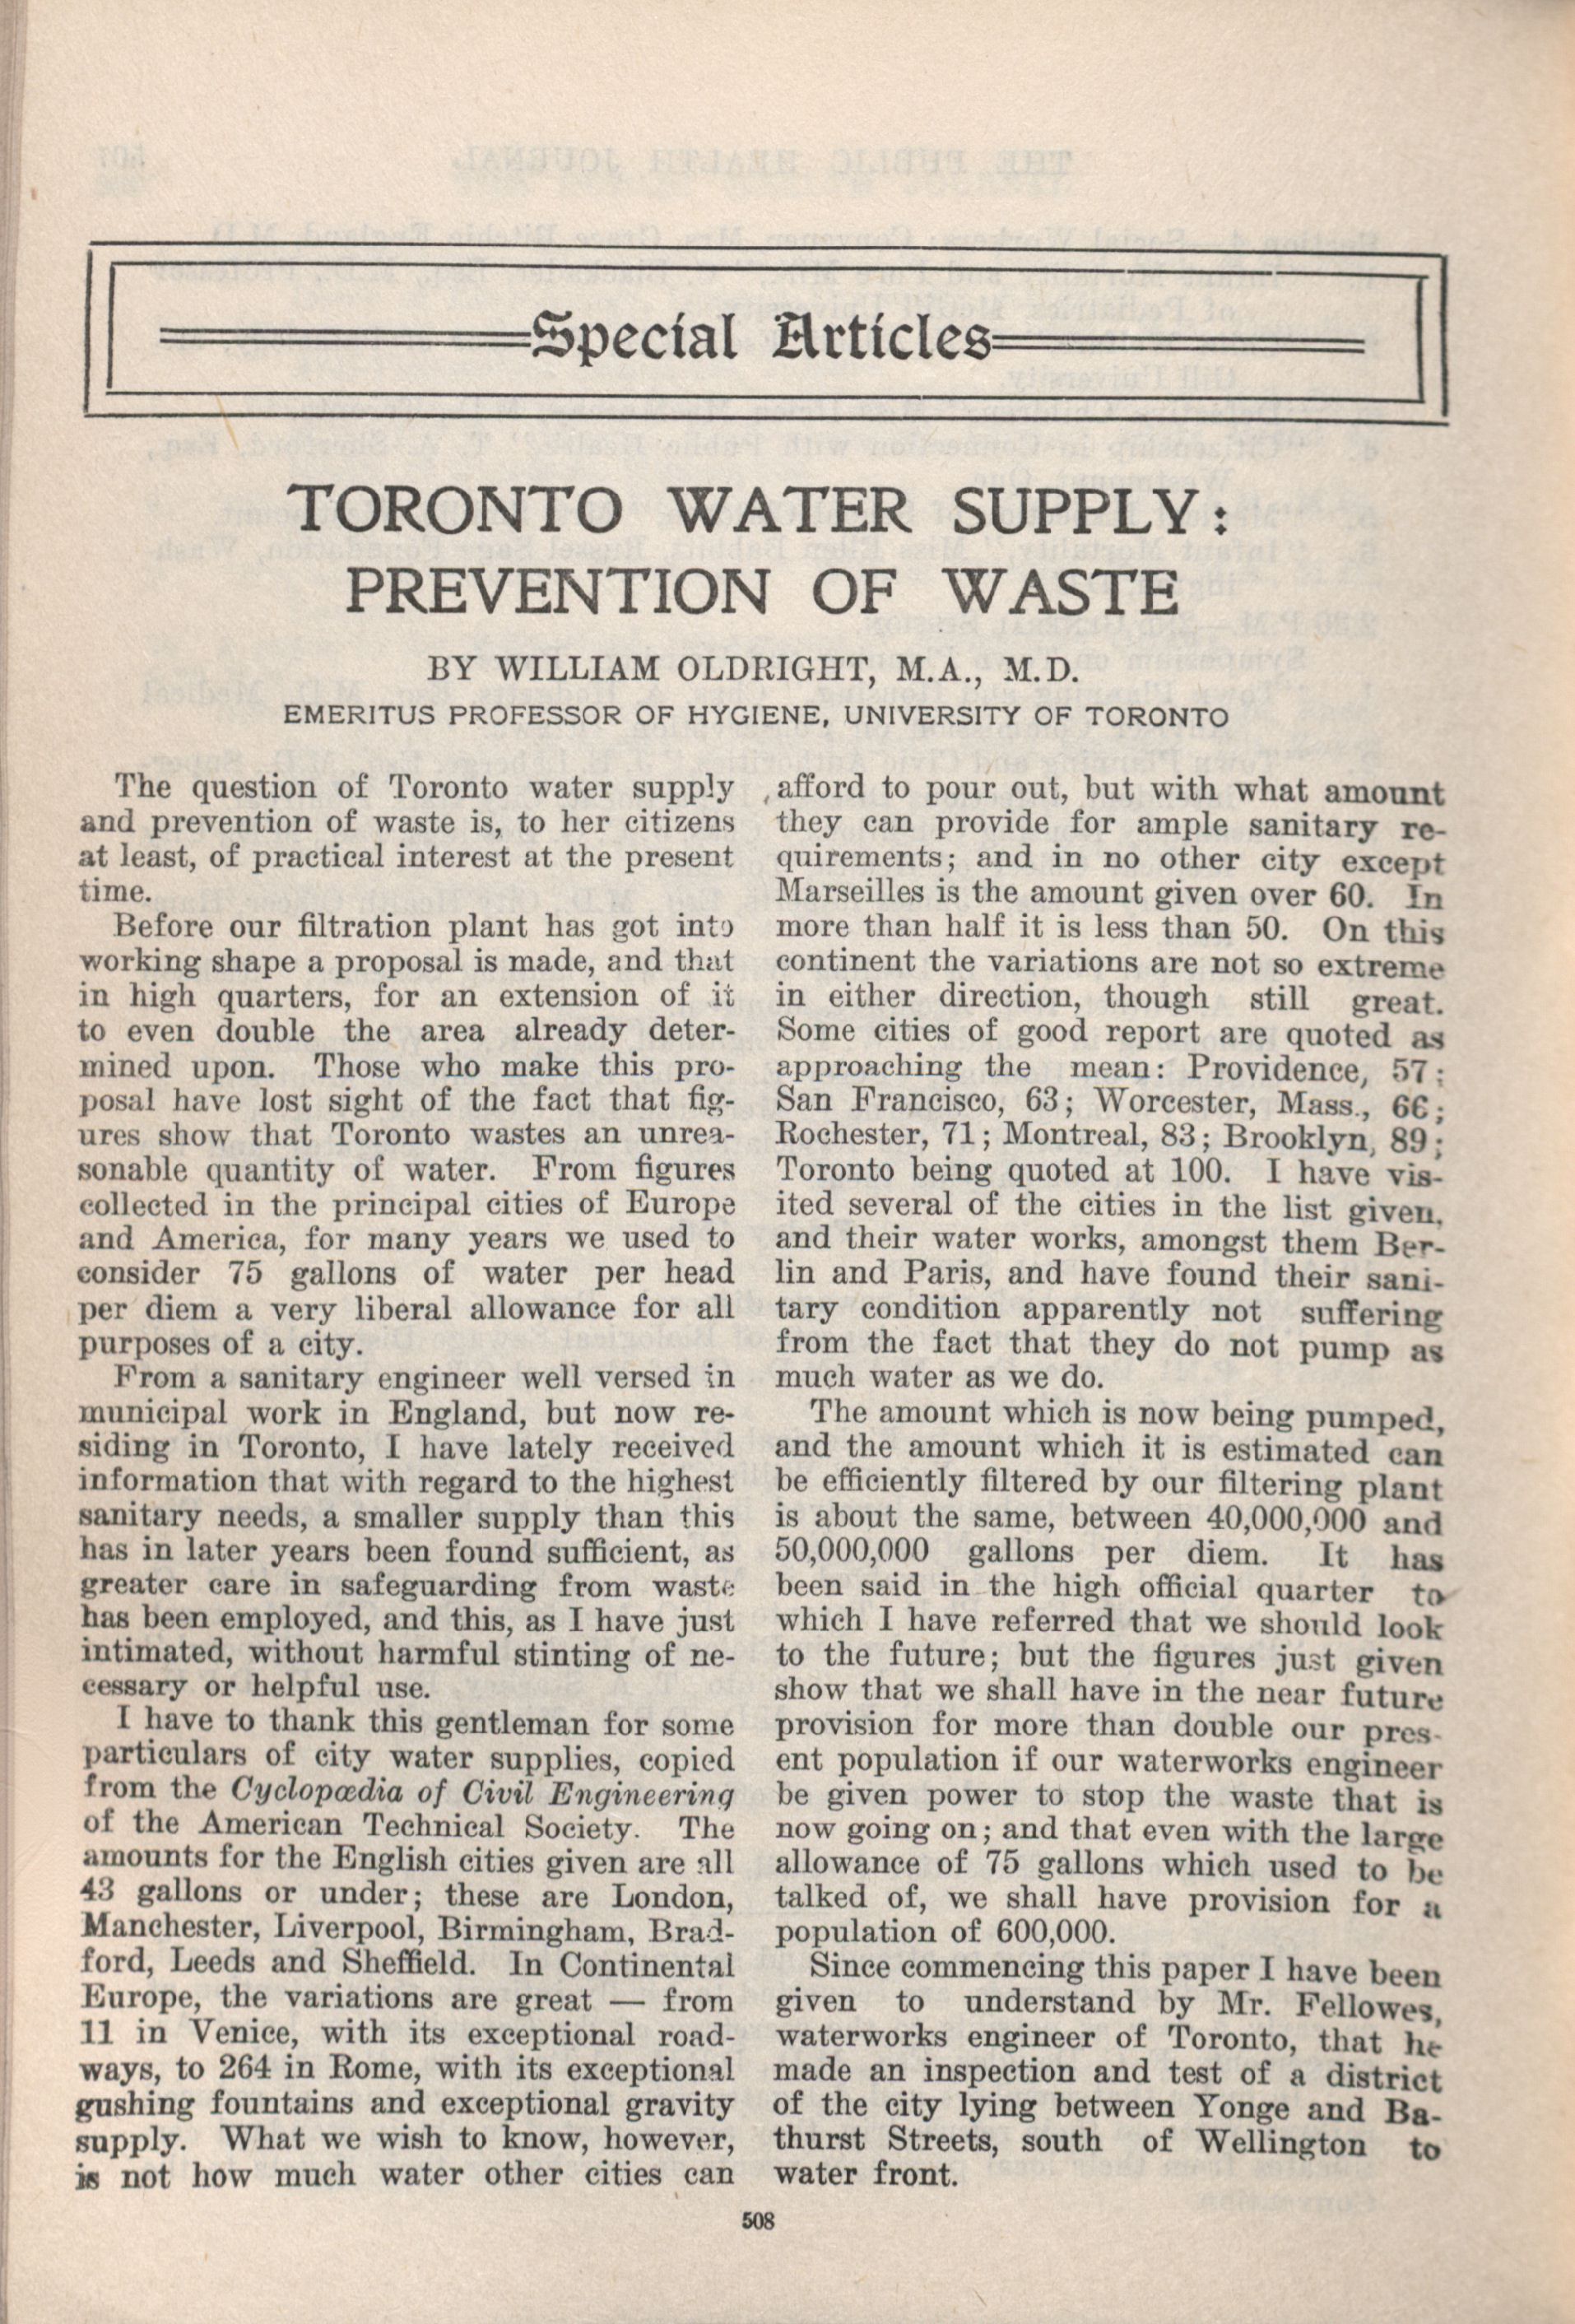 Special Articles
TORONTO WATER SUPPLY:
PREVENTION OF WASTE
BY WILLIAM OLDRIGHT, M.A., M.D.
EMERITUS PROFESSOR OF HYGIENE, UNIVERSITY OF TORONTO
The question of Toronto water supply
and prevention of waste is, to her citizens
at least, of practical interest at the present
time.
Before our filtration plant has got into
working shape a proposal is made, and that
in high quarters, for an extension of it
to even double the area already deter-
mined upon. Those who make this pro-
posal have lost sight of the fact that fig-
ures show that Toronto wastes an unrea-
sonable quantity of water. From figures
collected in the principal cities of Europe
and America, for many years we used to
consider 75 gallons of water per head
per diem a very liberal allowance for all
purposes of a city.
From a sanitary engineer well versed in
municipal work in England, but now re-
siding in Toronto, I have lately received
information that with regard to the highest
sanitary needs, a smaller supply than this
has in later years been found sufficient, as
greater care in safeguarding from waste
has been employed, and this, as I have just
intimated, without harmful stinting of ne-
cessary or helpful use.
I have to thank this gentleman for some
particulars of city water supplies, copied
from the Cyclopædia of Civil Engineering
of the American Technical Society. The
amounts for the English cities given are all
43 gallons or under; these are London,
Manchester, Liverpool, Birmingham, Brad-
ford, Leeds and Sheffield. In Continental
Europe, the variations are great — from
11 in Venice, with its exceptional road-
ways, to 264 in Rome, with its exceptional
gushing fountains and exceptional gravity
supply. What we wish to know, however,
is not how much water other cities can
afford to pour out, but with what amount
they can provide for ample sanitary re-
quirements; and in no other city except
Marseilles is the amount given over 60. In
more than half it is less than 50. On this
continent the variations are not so extreme
in either direction, though still great.
Some cities of good report are quoted as
approaching the mean: Providence, 57;
San Francisco, 63; Worcester, Mass., 66;
Rochester, 71; Montreal, 83; Brooklyn, 89;
Toronto being quoted at 100. I have vis-
ited several of the cities in the list given,
and their water works, amongst them Ber-
lin and Paris, and have found their sani-
tary condition apparently not suffering
from the fact that they do not pump as
much water as we do.
The amount which is now being pumped,
and the amount which it is estimated can
be efficiently filtered by our filtering plant
is about the same, between 40,000,000 and
50,000,000 gallons per diem. It has
been said in the high official quarter to
which I have referred that we should look
to the future; but the figures just given
show that we shall have in the near future
provision for more than double our pres-
ent population if our waterworks engineer
be given power to stop the waste that is
now going on; and that even with the large
allowance of 75 gallons which used to be
talked of, we shall have provision for a
population of 600,000.
Since commencing this paper I have been
given to understand by Mr. Fellowes,
waterworks engineer of Toronto, that he
made an inspection and test of a district
of the city lying between Yonge and Ba-
thurst Streets, south of Wellington to
water front.
508